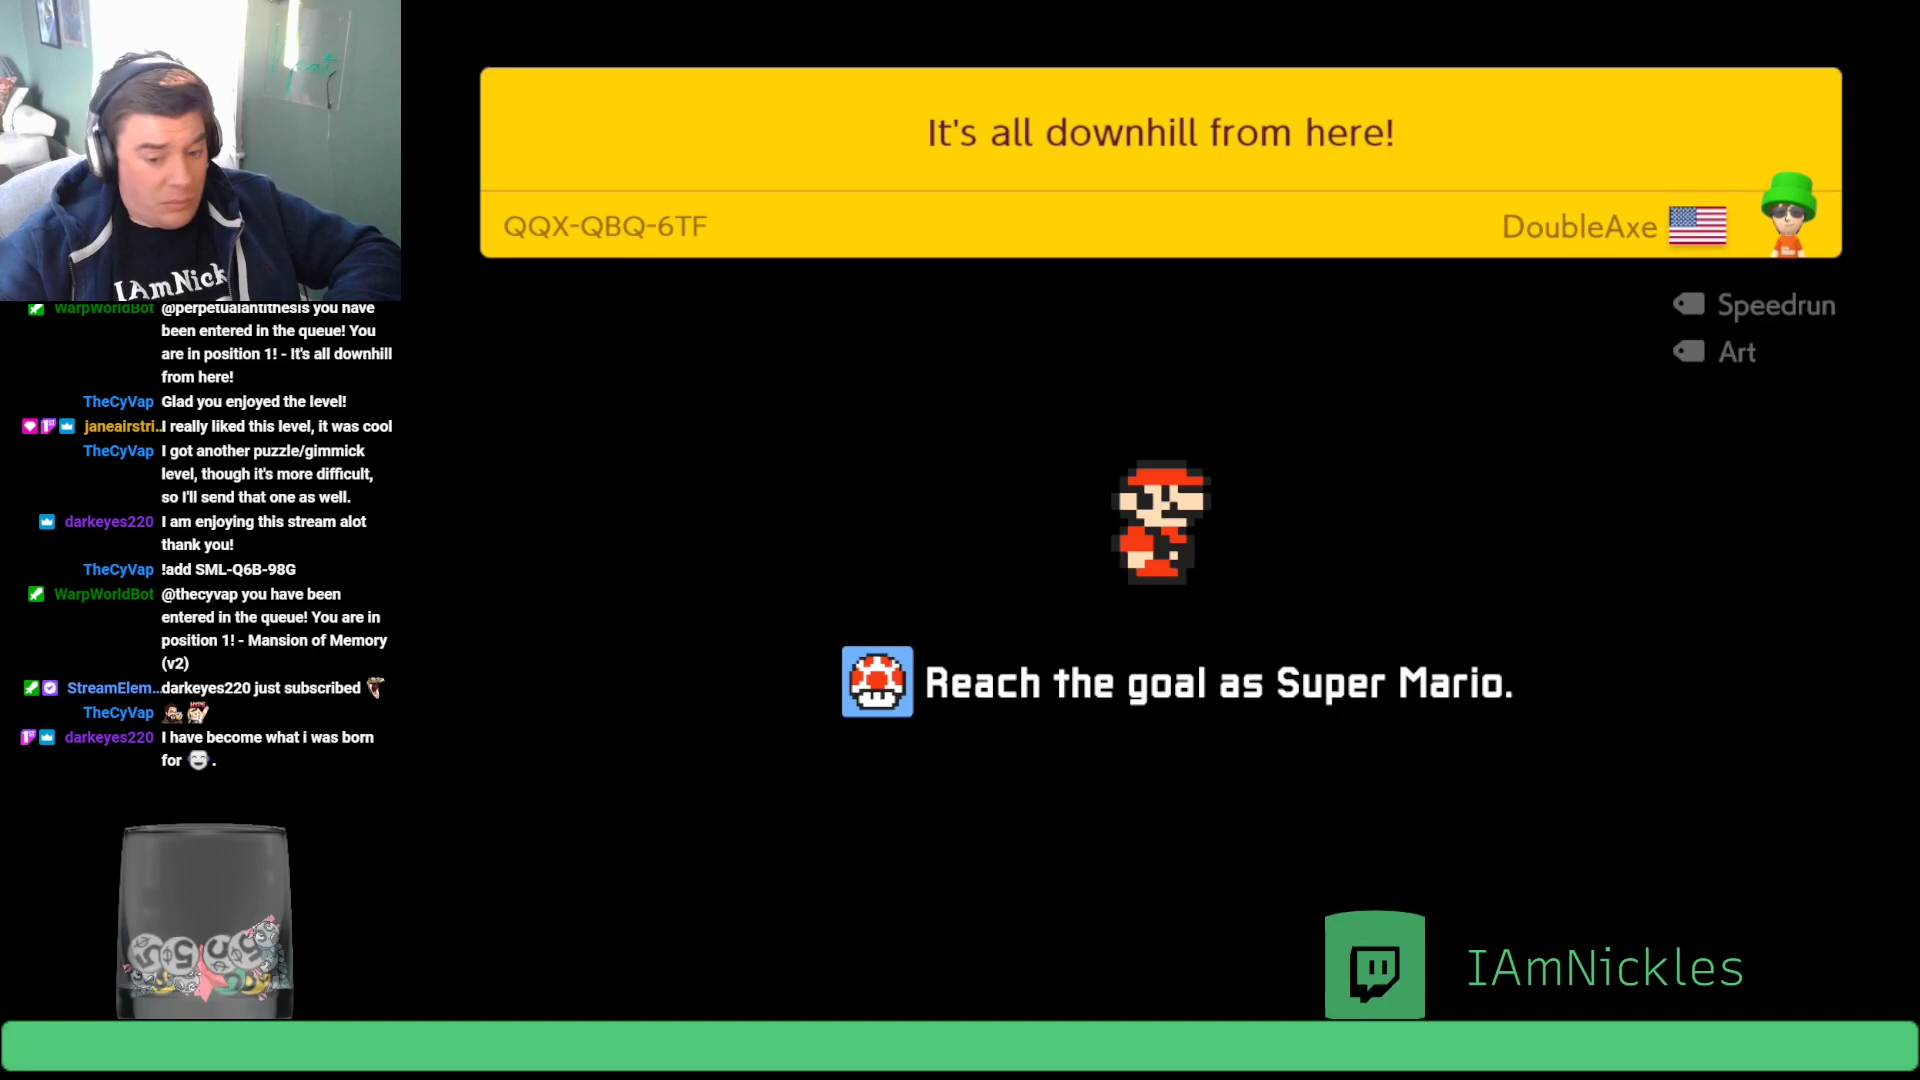 It's all downhill from here!
QQX-QBQ-6TF
DoubleAxe
Speedrun
Art
Reach the goal as Super Mario.
IAmNickles
IAmNick
WarpWorldBot @perpetualantithesis you have
been entered in the queue! You
are in position 1! - It's all downhill
from here!
TheCyVap Glad you enjoyed the level!
janeairstri... I really liked this level, it was cool
TheCyVap I got another puzzle/gimmick
level, though it's more difficult,
so I'll send that one as well.
darkeyes220 I am enjoying this stream alot
thank you!
TheCyVap !add SML-Q6B-98G
WarpWorldBot @thecyvap you have been
entered in the queue! You are in
position 1! - Mansion of Memory
(v2)
StreamElem... darkeyes220 just subscribed
TheCyVap
darkeyes220 I have become what i was born
for .